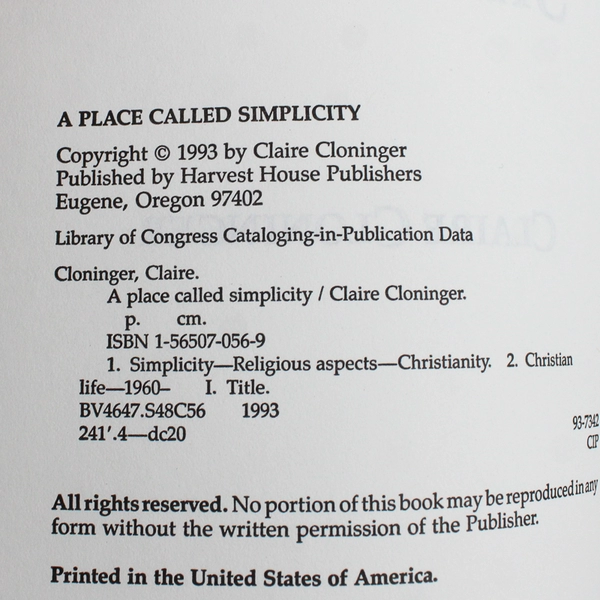 A PLACE CALLED SIMPLICITY
Copyright © 1993 by Claire Cloninger
Published by Harvest House Publishers
Eugene, Oregon 97402
Library of Congress Cataloging-in-Publication Data
Cloninger, Claire.
A place called simplicity / Claire Cloninger.
p. cm.
ISBN 1-56507-056-9
1. Simplicity—Religious aspects—Christianity. 2. Christian
life—1960– I. Title.
BV4647.S48C56 1993
241'.4—dc20
93-7342
CIP
All rights reserved. No portion of this book may be reproduced in any
form without the written permission of the Publisher.
Printed in the United States of America.